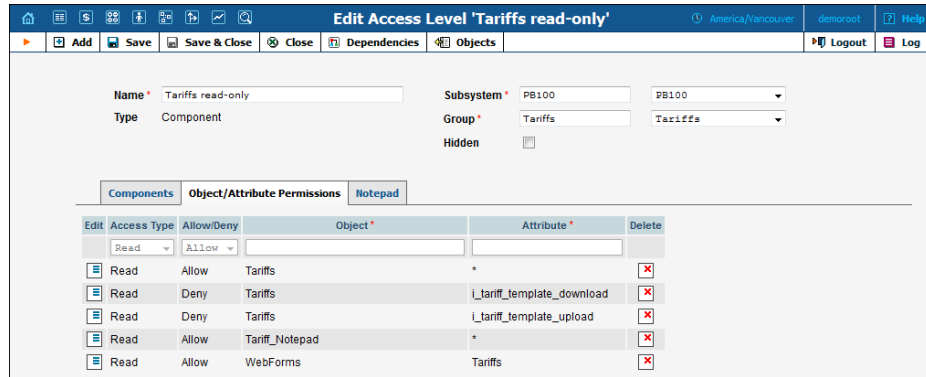 Edit Access Level 'Tariffs read-only' America/Vancouver demoroot ? Help
Add Save Save & Close Close Dependencies Objects Logout Log
Name * Tariffs read-only Subsystem * PB100 PB100
Type Component Group * Tariffs Tariffs
Hidden
Components Object/Attribute Permissions Notepad
Edit Access Type Allow/Deny Object * Attribute * Delete
Read Allow
Read Allow Tariffs *
Read Deny Tariffs i_tariff_template_download
Read Deny Tariffs i_tariff_template_upload
Read Allow Tariff_Notepad *
Read Allow WebForms Tariffs